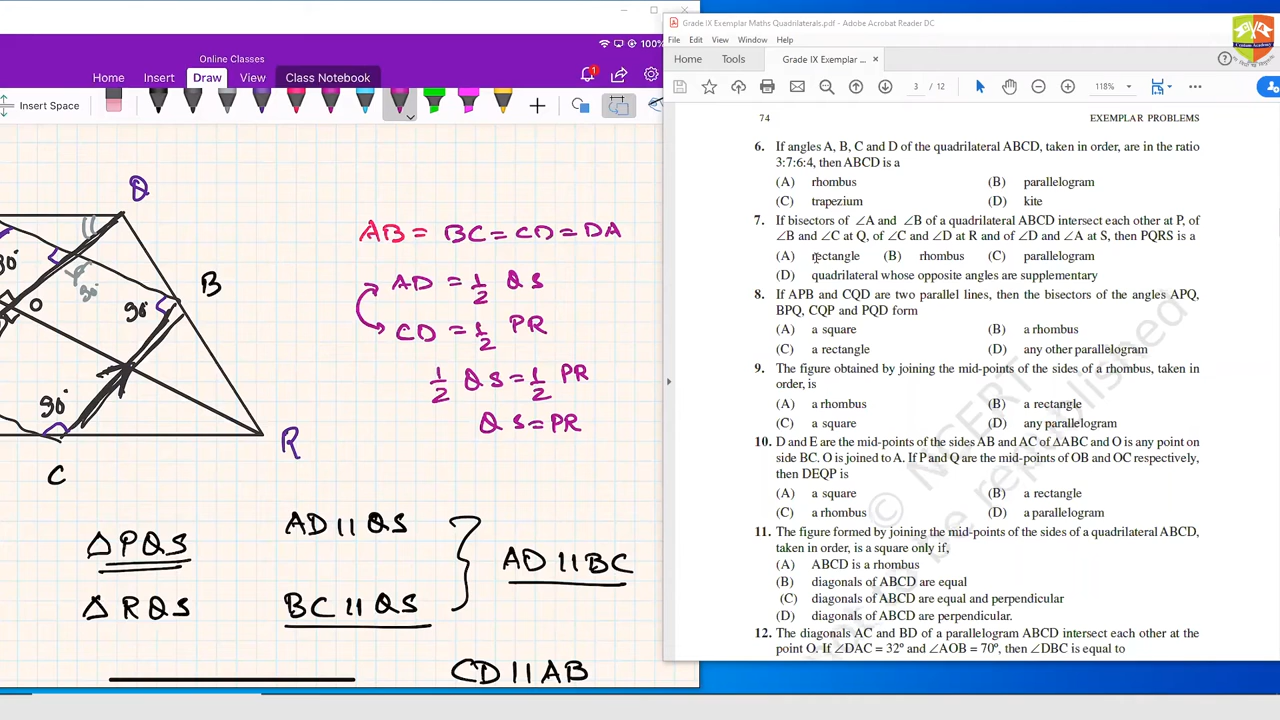 Online Classes
100%
Home Insert Draw View Class Notebook
1
Insert Space
Q
B
O
90°
30°
90°
R
C
AB = BC = CD = DA
AD = 1/2 QS
CD = 1/2 PR
1/2 QS = 1/2 PR
QS = PR
△PQS
△RQS
AD || QS
BC || QS
AD || BC
CD || AB
Grade IX Exemplar Maths Quadrilaterals.pdf - Adobe Acrobat Reader DC
File Edit View Window Help
Home Tools Grade IX Exemplar ... ×
3 / 12 118%
74 EXEMPLAR PROBLEMS
6. If angles A, B, C and D of the quadrilateral ABCD, taken in order, are in the ratio
3:7:6:4, then ABCD is a
(A) rhombus (B) parallelogram
(C) trapezium (D) kite
7. If bisectors of ∠A and ∠B of a quadrilateral ABCD intersect each other at P, of
∠B and ∠C at Q, of ∠C and ∠D at R and of ∠D and ∠A at S, then PQRS is a
(A) rectangle (B) rhombus (C) parallelogram
(D) quadrilateral whose opposite angles are supplementary
8. If APB and CQD are two parallel lines, then the bisectors of the angles APQ,
BPQ, CQP and PQD form
(A) a square (B) a rhombus
(C) a rectangle (D) any other parallelogram
9. The figure obtained by joining the mid-points of the sides of a rhombus, taken in
order, is
(A) a rhombus (B) a rectangle
(C) a square (D) any parallelogram
10. D and E are the mid-points of the sides AB and AC of ∆ABC and O is any point on
side BC. O is joined to A. If P and Q are the mid-points of OB and OC respectively,
then DEQP is
(A) a square (B) a rectangle
(C) a rhombus (D) a parallelogram
11. The figure formed by joining the mid-points of the sides of a quadrilateral ABCD,
taken in order, is a square only if,
(A) ABCD is a rhombus
(B) diagonals of ABCD are equal
(C) diagonals of ABCD are equal and perpendicular
(D) diagonals of ABCD are perpendicular.
12. The diagonals AC and BD of a parallelogram ABCD intersect each other at the
point O. If ∠DAC = 32º and ∠AOB = 70º, then ∠DBC is equal to